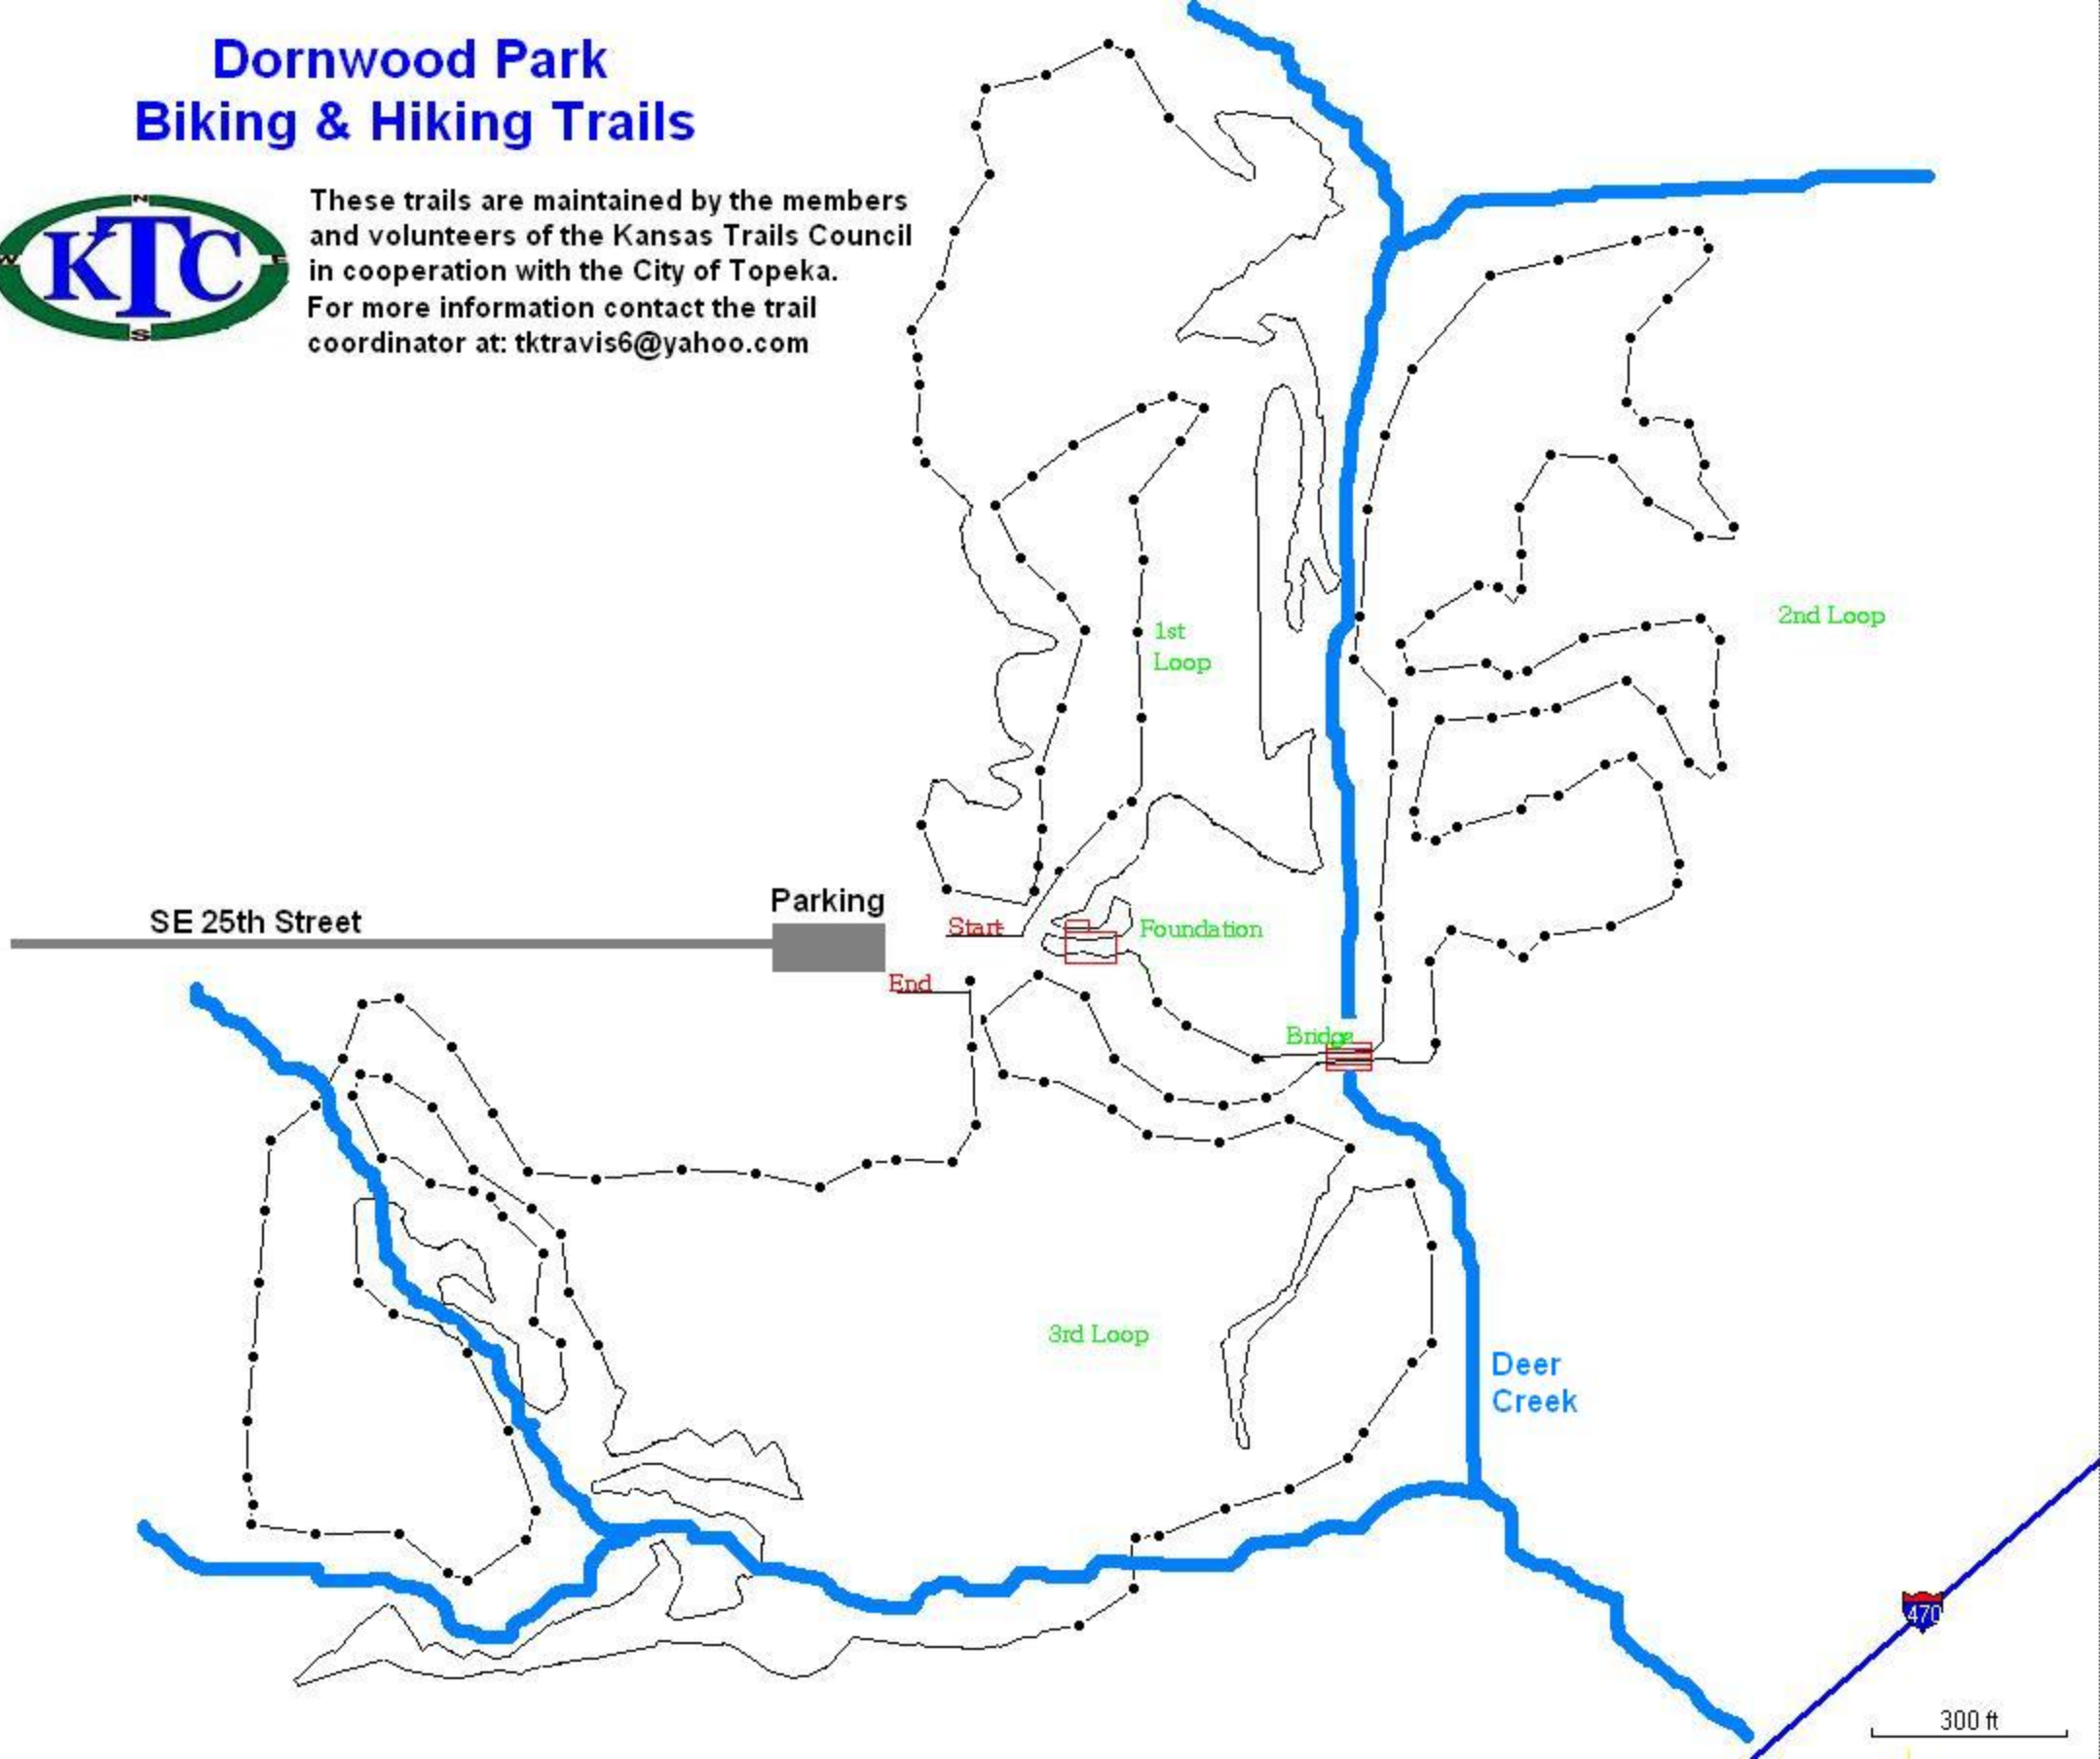 Dornwood Park
Biking & Hiking Trails
N
W
KTC
E
S
These trails are maintained by the members
and volunteers of the Kansas Trails Council
in cooperation with the City of Topeka.
For more information contact the trail
coordinator at: tktravis6@yahoo.com
1st
Loop
2nd Loop
Parking
SE 25th Street
Start
Foundation
End
Bridge
3rd Loop
Deer
Creek
470
300 ft